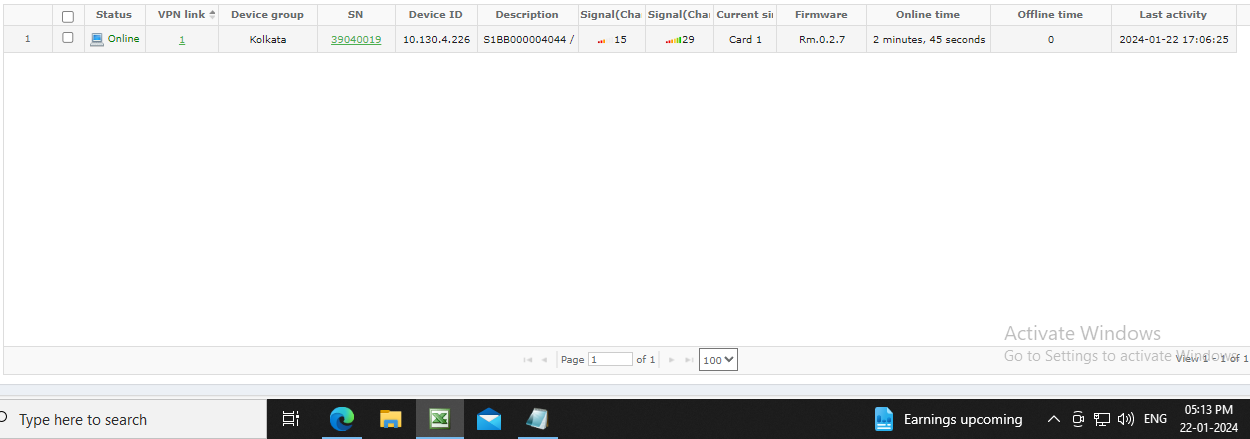 Status VPN link Device group SN Device ID Description Signal(Cha Signal(Cha Current si Firmware Online time Offline time Last activity
1 Online 1 Kolkata 39040019 10.130.4.226 S1BB000004044 / 15 29 Card 1 Rm.0.2.7 2 minutes, 45 seconds 0 2024-01-22 17:06:25
Activate Windows
Go to Settings to activate Windows.
Page 1 of 1 100 View 1 - 1 of 1
Type here to search Earnings upcoming ENG 05:13 PM
22-01-2024